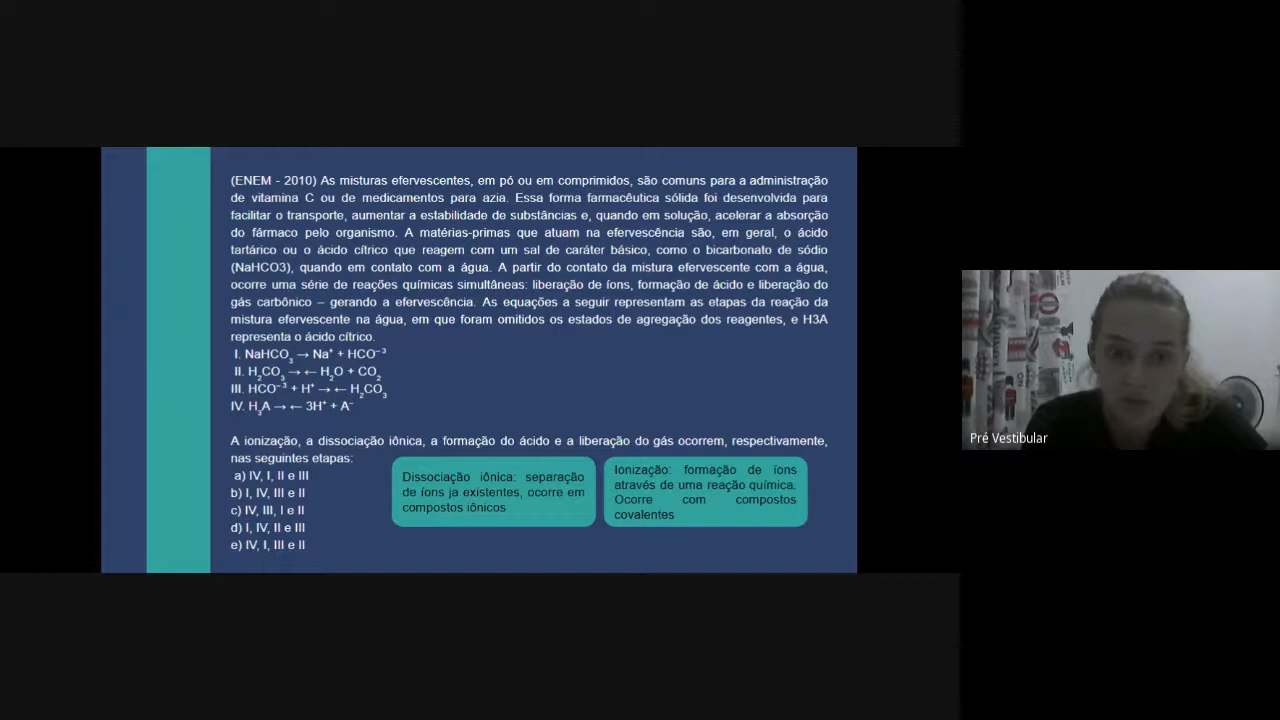 (ENEM - 2010) As misturas efervescentes, em pó ou em comprimidos, são comuns para a administração
de vitamina C ou de medicamentos para azia. Essa forma farmacêutica sólida foi desenvolvida para
facilitar o transporte, aumentar a estabilidade de substâncias e, quando em solução, acelerar a absorção
do fármaco pelo organismo. A matérias-primas que atuam na efervescência são, em geral, o ácido
tartárico ou o ácido cítrico que reagem com um sal de caráter básico, como o bicarbonato de sódio
(NaHCO3), quando em contato com a água. A partir do contato da mistura efervescente com a água,
ocorre uma série de reações químicas simultâneas: liberação de íons, formação de ácido e liberação do
gás carbônico – gerando a efervescência. As equações a seguir representam as etapas da reação da
mistura efervescente na água, em que foram omitidos os estados de agregação dos reagentes, e H3A
representa o ácido cítrico.
I. NaHCO₃ → Na⁺ + HCO⁻³
II. H₂CO₃ → ← H₂O + CO₂
III. HCO⁻³ + H⁺ → ← H₂CO₃
IV. H₃A → ← 3H⁺ + A⁻
A ionização, a dissociação iônica, a formação do ácido e a liberação do gás ocorrem, respectivamente,
nas seguintes etapas:
a) IV, I, II e III
b) I, IV, III e II
c) IV, III, I e II
d) I, IV, II e III
e) IV, I, III e II
Dissociação iônica: separação
de íons ja existentes, ocorre em
compostos iônicos
Ionização: formação de íons
através de uma reação química.
Ocorre com compostos
covalentes
Pré Vestibular